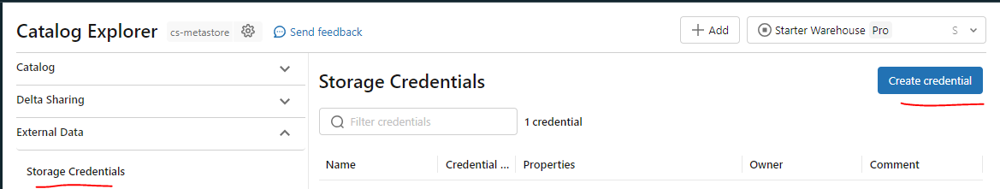 Catalog Explorer cs-metastore Send feedback Add Starter Warehouse Pro S
Catalog
Delta Sharing
External Data
Storage Credentials
Storage Credentials Create credential
Filter credentials 1 credential
Name Credential ... Properties Owner Comment